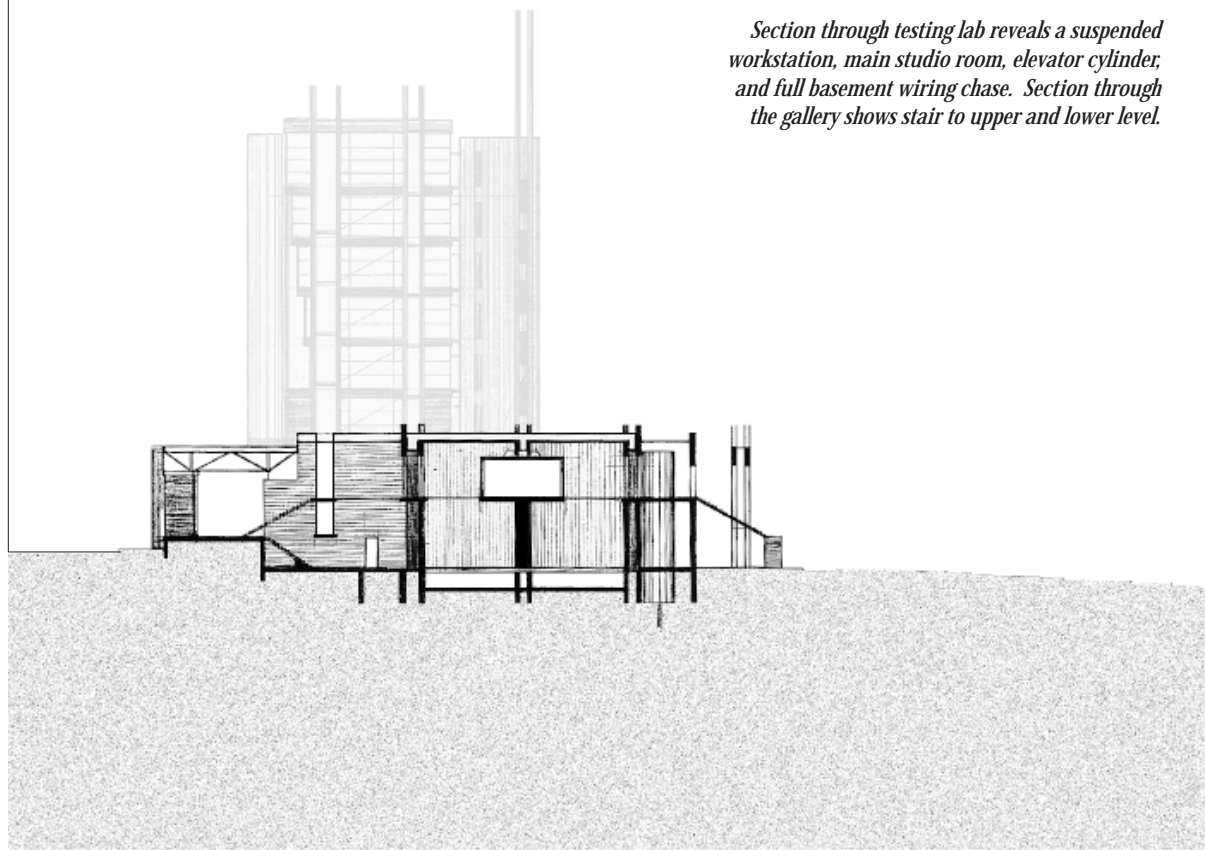 Section through testing lab reveals a suspended
workstation, main studio room, elevator cylinder,
and full basement wiring chase.  Section through
the gallery shows stair to upper and lower level.